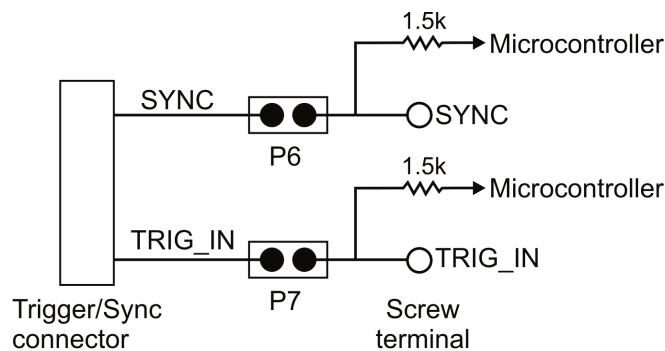 1.5k
Microcontroller
SYNC
SYNC
P6
1.5k
Microcontroller
TRIG_IN
TRIG_IN
P7
Trigger/Sync
connector
Screw
terminal